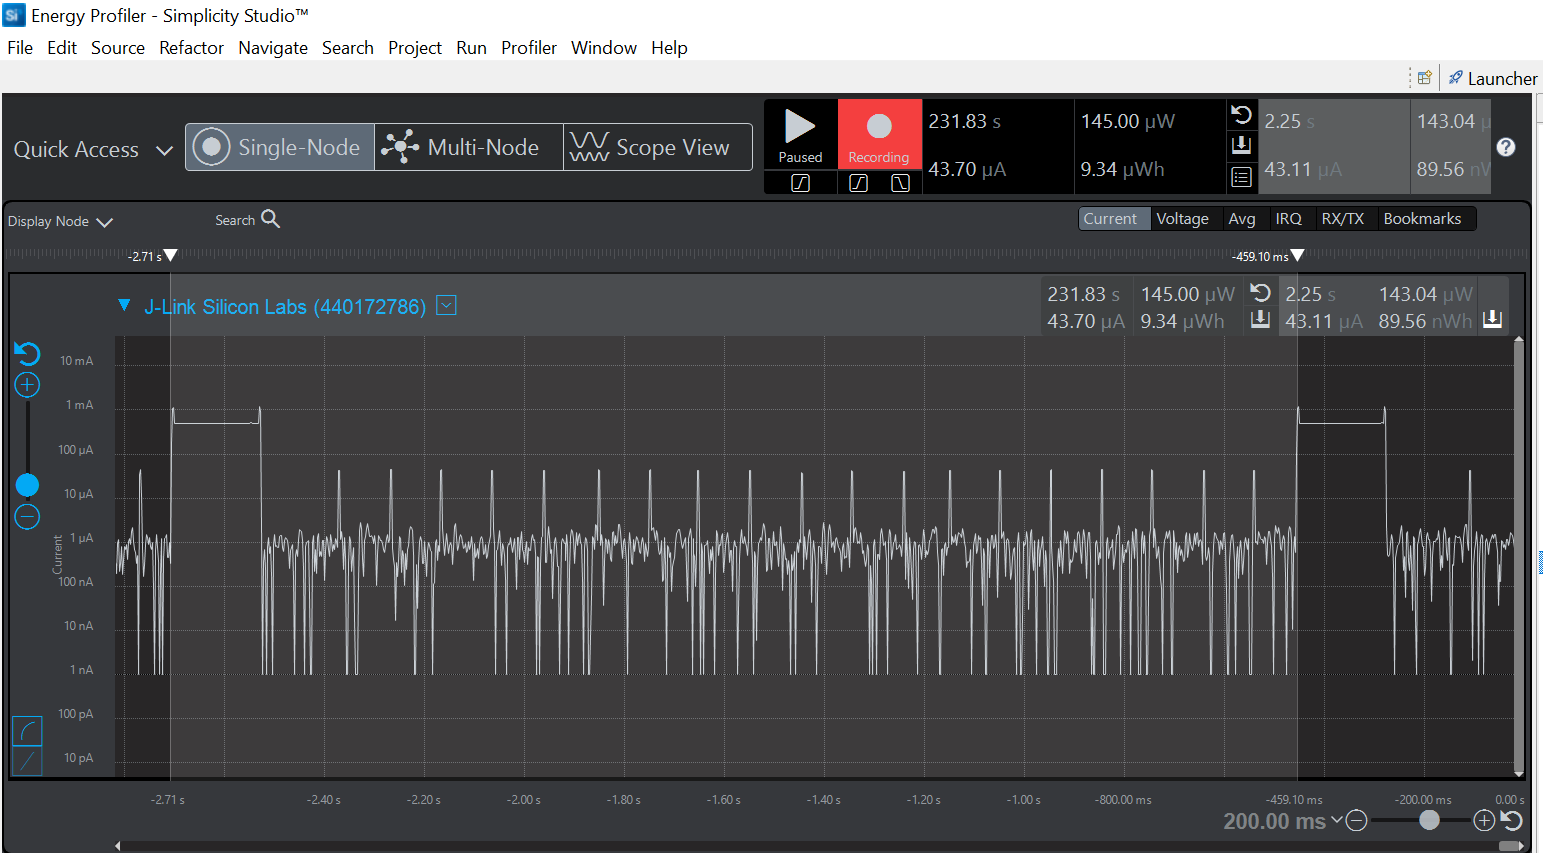 Si Energy Profiler - Simplicity Studio™
File Edit Source Refactor Navigate Search Project Run Profiler Window Help
Launcher
Quick Access Single-Node Multi-Node Scope View
Paused Recording
231.83 s 145.00 µW 2.25 s 143.04 µ
43.70 µA 9.34 µWh 43.11 µA 89.56 nW
?
Display Node Search Current Voltage Avg IRQ RX/TX Bookmarks
-2.71 s -459.10 ms
J-Link Silicon Labs (440172786)
231.83 s 145.00 µW 2.25 s 143.04 µW
43.70 µA 9.34 µWh 43.11 µA 89.56 nWh
10 mA
1 mA
100 µA
10 µA
1 µA
100 nA
10 nA
1 nA
100 pA
10 pA
Current
-2.71 s -2.40 s -2.20 s -2.00 s -1.80 s -1.60 s -1.40 s -1.20 s -1.00 s -800.00 ms -459.10 ms -200.00 ms 0.00 s
200.00 ms